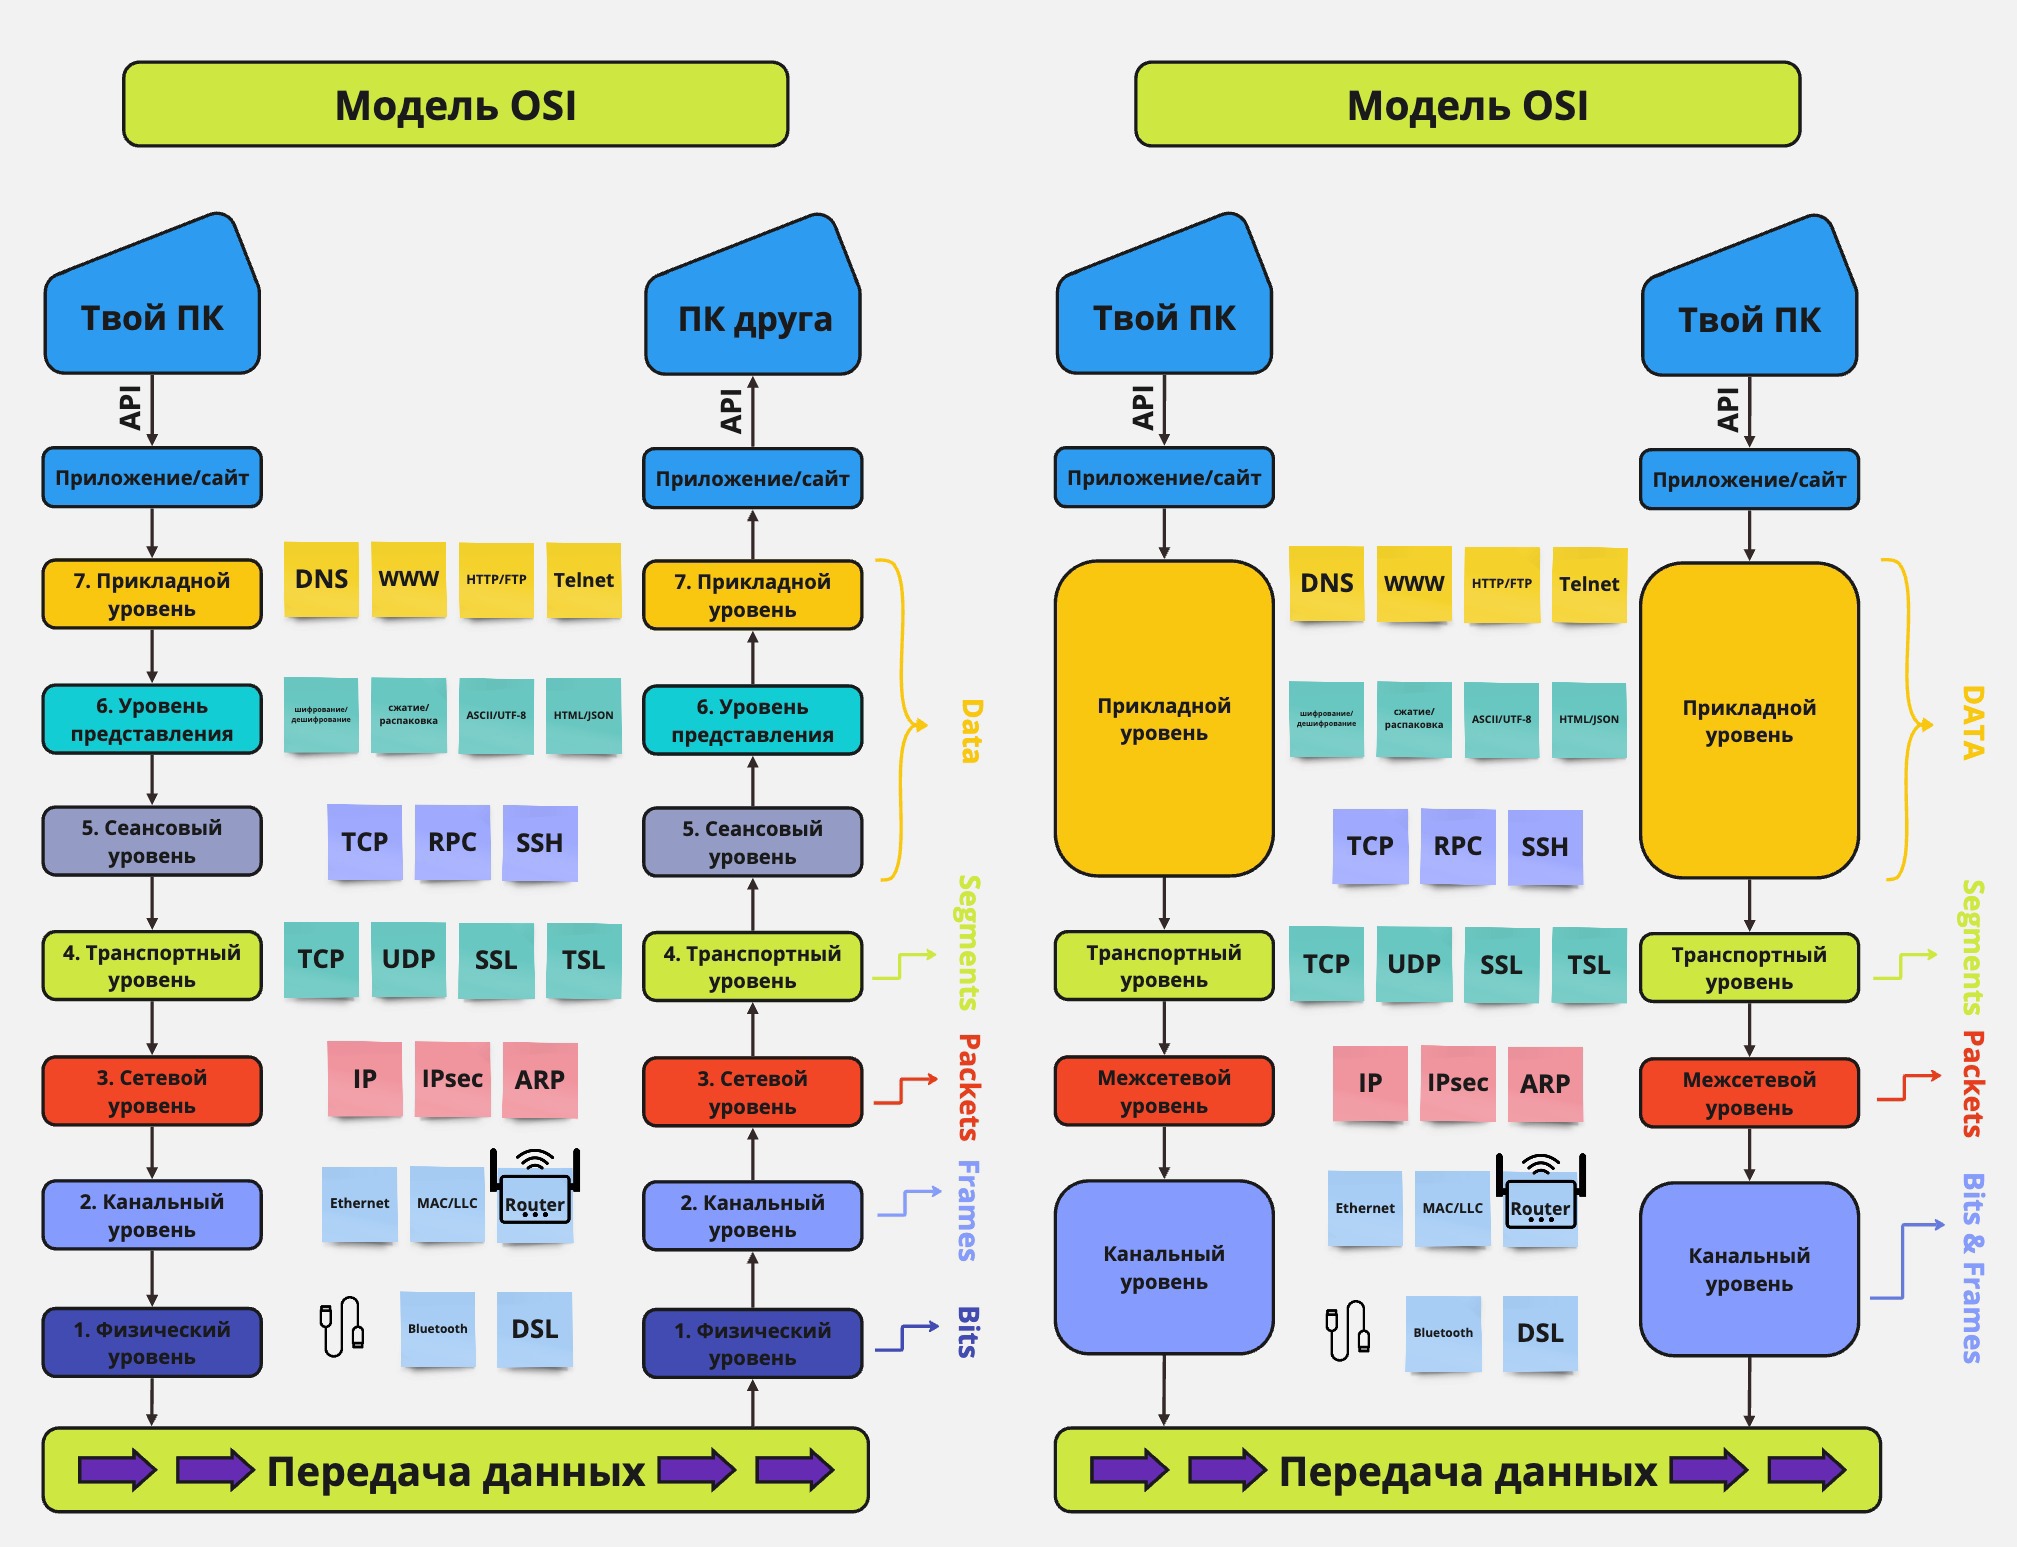 Модель OSI
Твой ПК
ПК друга
API
API
Приложение/сайт
Приложение/сайт
7. Прикладной
уровень
DNS
WWW
HTTP/FTP
Telnet
7. Прикладной
уровень
6. Уровень
представления
шифрование/
дешифрование
сжатие/
распаковка
ASCII/UTF-8
HTML/JSON
6. Уровень
представления
Data
5. Сеансовый
уровень
TCP
RPC
SSH
5. Сеансовый
уровень
4. Транспортный
уровень
TCP
UDP
SSL
TSL
4. Транспортный
уровень
Segments
3. Сетевой
уровень
IP
IPsec
ARP
3. Сетевой
уровень
Packets
2. Канальный
уровень
Ethernet
MAC/LLC
Router
2. Канальный
уровень
Frames
1. Физический
уровень
Bluetooth
DSL
1. Физический
уровень
Bits
Передача данных
Модель OSI
Твой ПК
Твой ПК
API
API
Приложение/сайт
Приложение/сайт
Прикладной
уровень
DNS
WWW
HTTP/FTP
Telnet
шифрование/
дешифрование
сжатие/
распаковка
ASCII/UTF-8
HTML/JSON
TCP
RPC
SSH
Прикладной
уровень
DATA
Транспортный
уровень
TCP
UDP
SSL
TSL
Транспортный
уровень
Segments
Межсетевой
уровень
IP
IPsec
ARP
Межсетевой
уровень
Packets
Канальный
уровень
Ethernet
MAC/LLC
Router
Bluetooth
DSL
Канальный
уровень
Bits & Frames
Передача данных